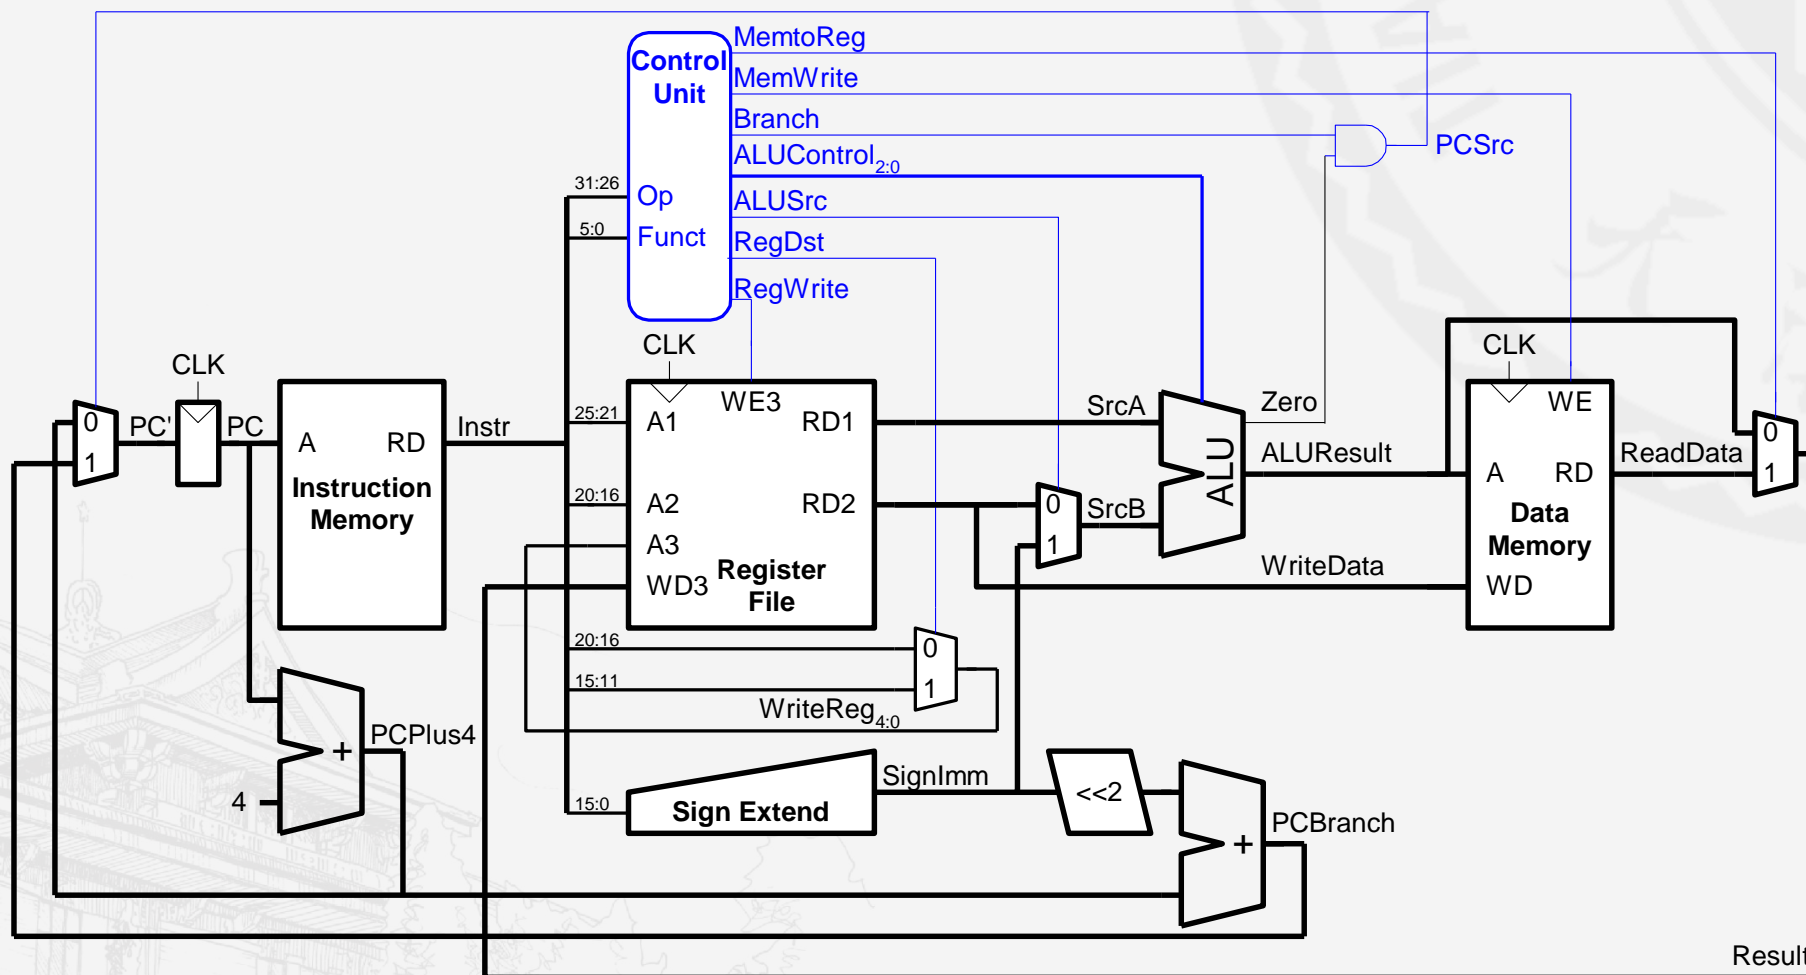 MemtoReg
Control
Unit
MemWrite
Branch
ALUControl2:0
PCSrc
31:26
Op
ALUSrc
5:0
Funct
RegDst
RegWrite
CLK
CLK
CLK
WE3
WE
0
PC'
PC
1
A
RD
Instr
25:21
A1
RD1
SrcA
Zero
0
ALU
ALUResult
A
RD
ReadData
1
Instruction
Memory
20:16
A2
RD2
0
SrcB
1
Data
Memory
A3
Register
File
WD3
WriteData
WD
20:16
0
15:11
1
WriteReg4:0
PCPlus4
+
4
SignImm
15:0
Sign Extend
<<2
PCBranch
+
Result